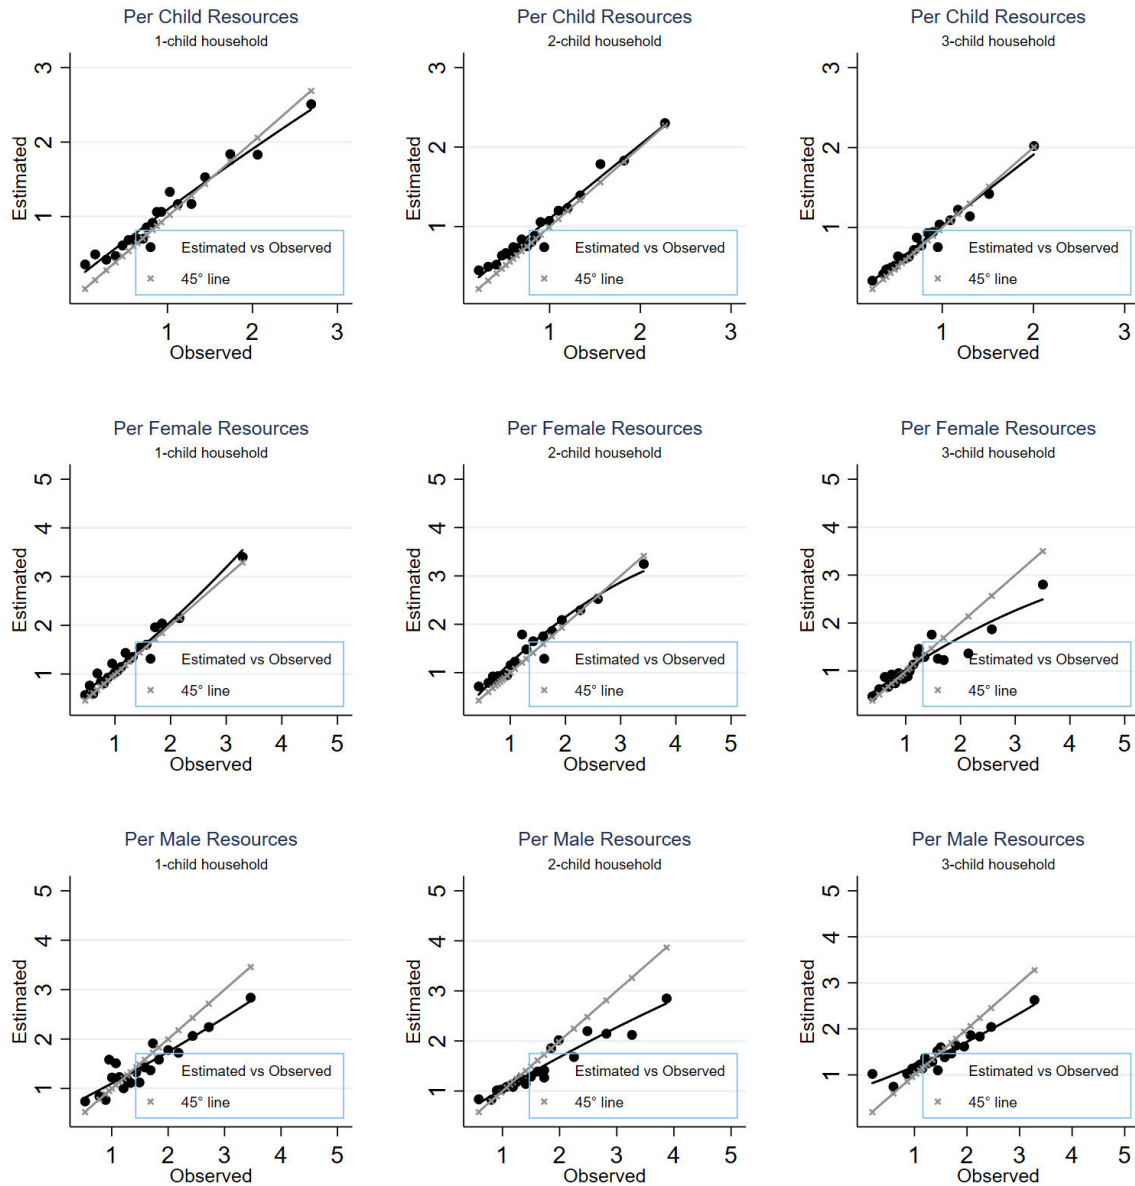 Per Child Resources
1-child household
3
2
1
Estimated
Estimated vs Observed
45° line
1 2 3
Observed
Per Child Resources
2-child household
3
2
1
Estimated
Estimated vs Observed
45° line
1 2 3
Observed
Per Child Resources
3-child household
3
2
1
Estimated
Estimated vs Observed
45° line
1 2 3
Observed
Per Female Resources
1-child household
5
4
3
2
1
Estimated
Estimated vs Observed
45° line
1 2 3 4 5
Observed
Per Female Resources
2-child household
5
4
3
2
1
Estimated
Estimated vs Observed
45° line
1 2 3 4 5
Observed
Per Female Resources
3-child household
5
4
3
2
1
Estimated
Estimated vs Observed
45° line
1 2 3 4 5
Observed
Per Male Resources
1-child household
5
4
3
2
1
Estimated
Estimated vs Observed
45° line
1 2 3 4 5
Observed
Per Male Resources
2-child household
5
4
3
2
1
Estimated
Estimated vs Observed
45° line
1 2 3 4 5
Observed
Per Male Resources
3-child household
5
4
3
2
1
Estimated
Estimated vs Observed
45° line
1 2 3 4 5
Observed